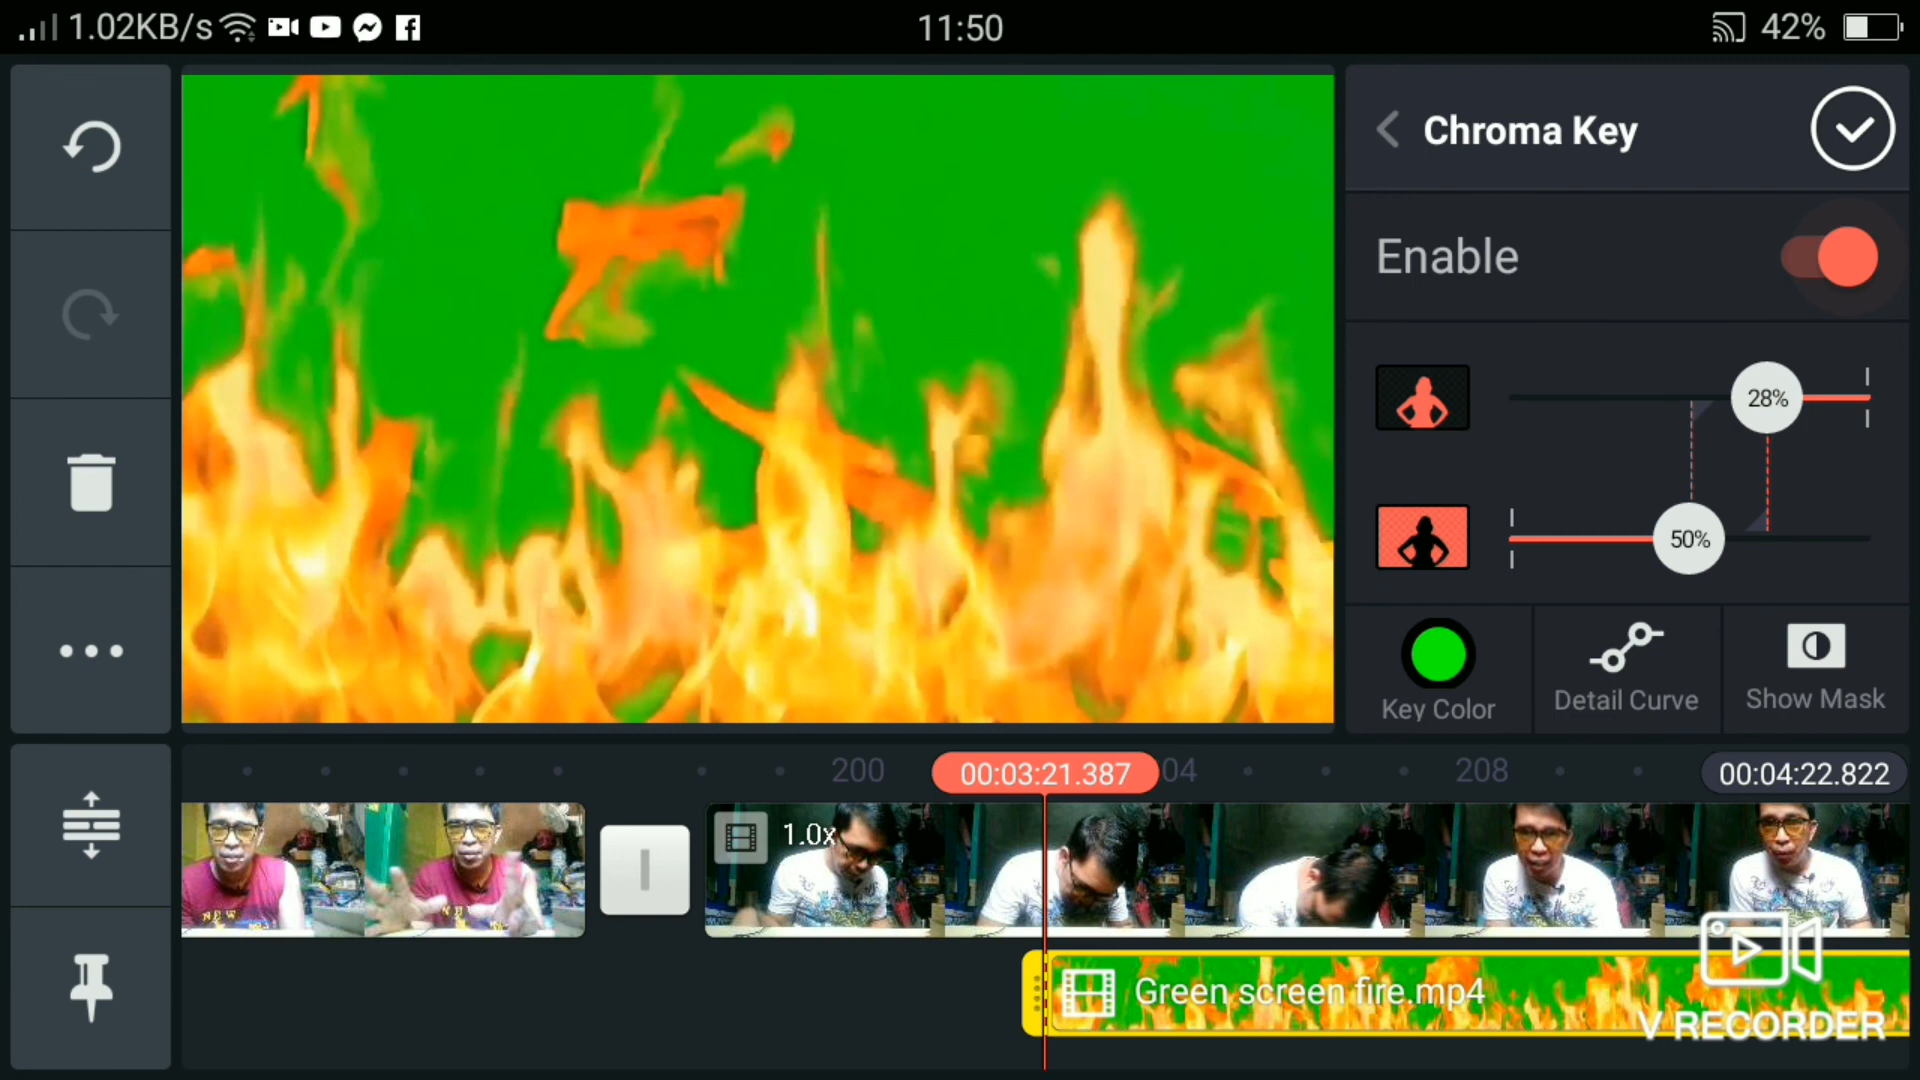 1.02KB/s
11:50
42%
Chroma Key
Enable
28%
50%
Key Color
Detail Curve
Show Mask
200
00:03:21.387
04
208
00:04:22.822
1.0x
NEW
Green screen fire.mp4
V RECORDER